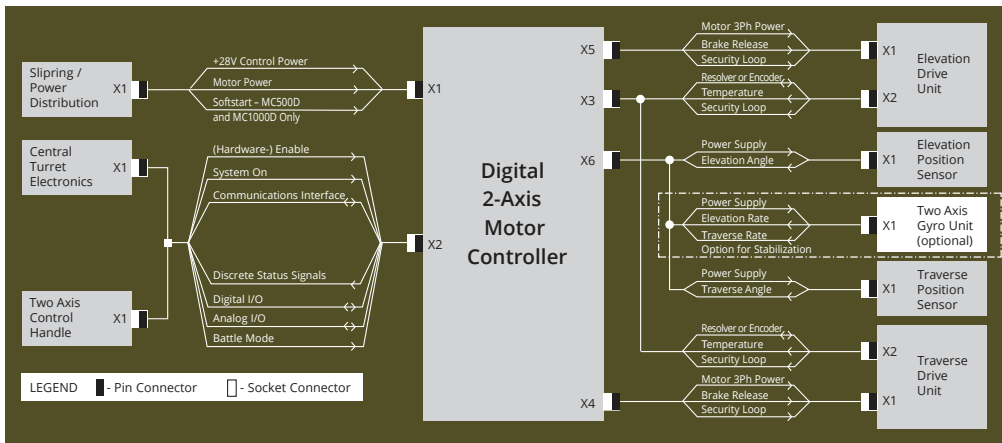 Slipring /
Power
Distribution
X1
+28V Control Power
Motor Power
Softstart – MC500D
and MC1000D Only
X1
Central
Turret
Electronics
X1
Two Axis
Control
Handle
X1
(Hardware-) Enable
System On
Communications Interface
Discrete Status Signals
Digital I/O
Analog I/O
Battle Mode
X2
Digital
2-Axis
Motor
Controller
X5
X3
X6
X4
Motor 3Ph Power
Brake Release
Security Loop
X1
Resolver or Encoder
Temperature
Security Loop
X2
Elevation
Drive
Unit
Power Supply
Elevation Angle
X1
Elevation
Position
Sensor
Power Supply
Elevation Rate
Traverse Rate
Option for Stabilization
X1
Two Axis
Gyro Unit
(optional)
Power Supply
Traverse Angle
X1
Traverse
Position
Sensor
Resolver or Encoder
Temperature
Security Loop
X2
Motor 3Ph Power
Brake Release
Security Loop
X1
Traverse
Drive
Unit
LEGEND - Pin Connector - Socket Connector